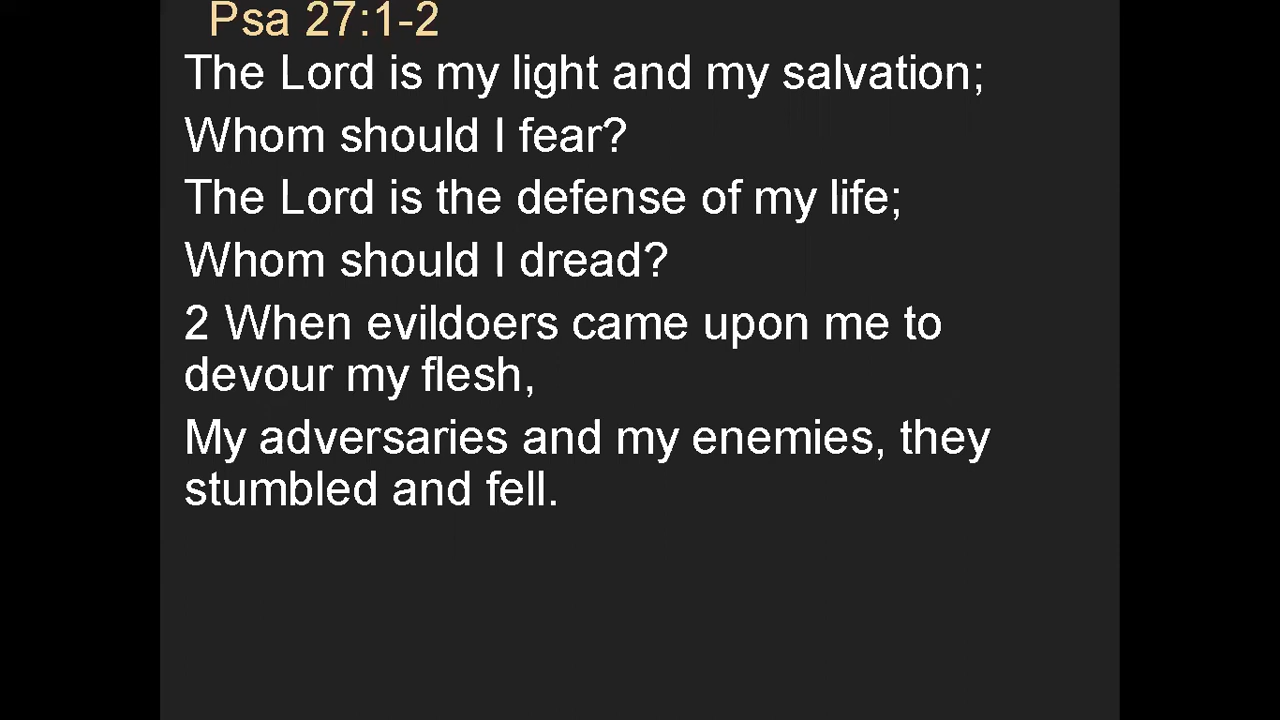 Psa 27:1-2
The Lord is my light and my salvation;
Whom should I fear?
The Lord is the defense of my life;
Whom should I dread?
2 When evildoers came upon me to
devour my flesh,
My adversaries and my enemies, they
stumbled and fell.